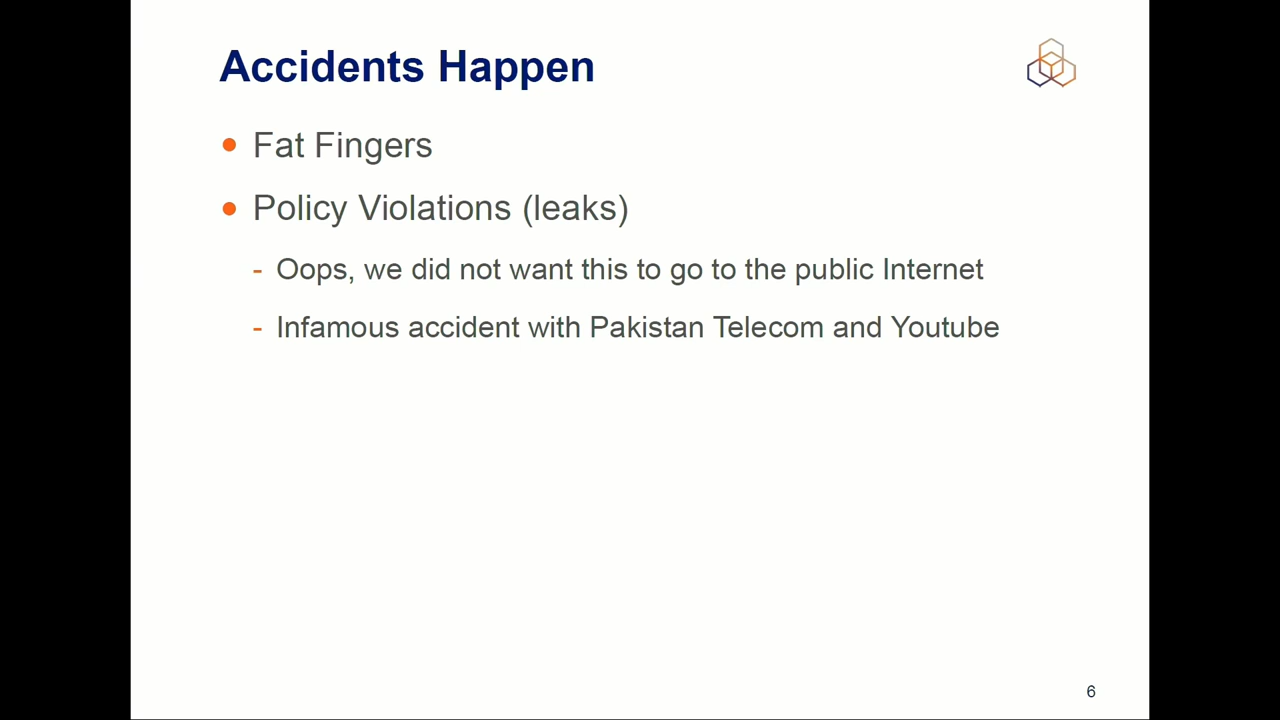 Accidents Happen
• Fat Fingers
• Policy Violations (leaks)
- Oops, we did not want this to go to the public Internet
- Infamous accident with Pakistan Telecom and Youtube
6